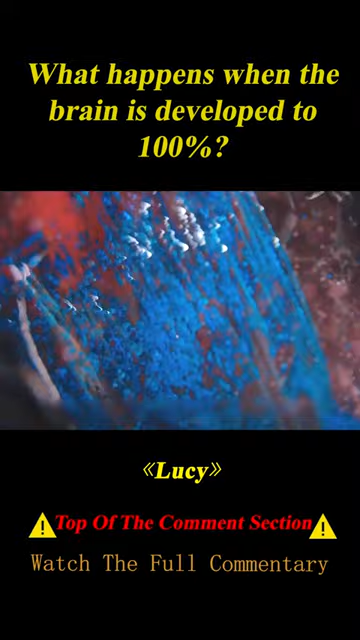 What happens when the
brain is developed to
100%?
《Lucy》
Top Of The Comment Section
Watch The Full Commentary